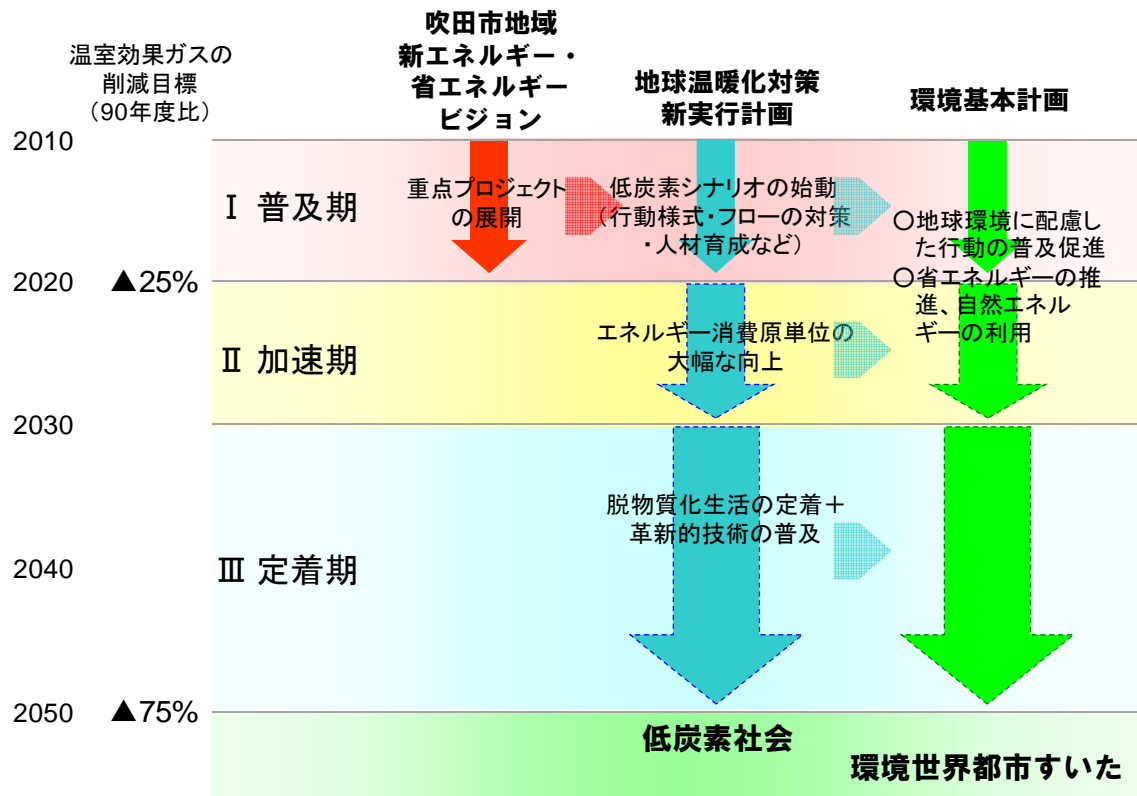 温室効果ガスの
削減目標
（90年度比）
吹田市地域
新エネルギー・
省エネルギー
ビジョン
地球温暖化対策
新実行計画
環境基本計画
2010
Ⅰ 普及期
重点プロジェクト
の展開
低炭素シナリオの始動
（行動様式・フローの対策
・人材育成など）
○地球環境に配慮し
た行動の普及促進
○省エネルギーの推
進、自然エネル
ギーの利用
2020
▲25%
Ⅱ 加速期
エネルギー消費原単位の
大幅な向上
2030
Ⅲ 定着期
脱物質化生活の定着＋
革新的技術の普及
2040
2050
▲75%
低炭素社会
環境世界都市すいた